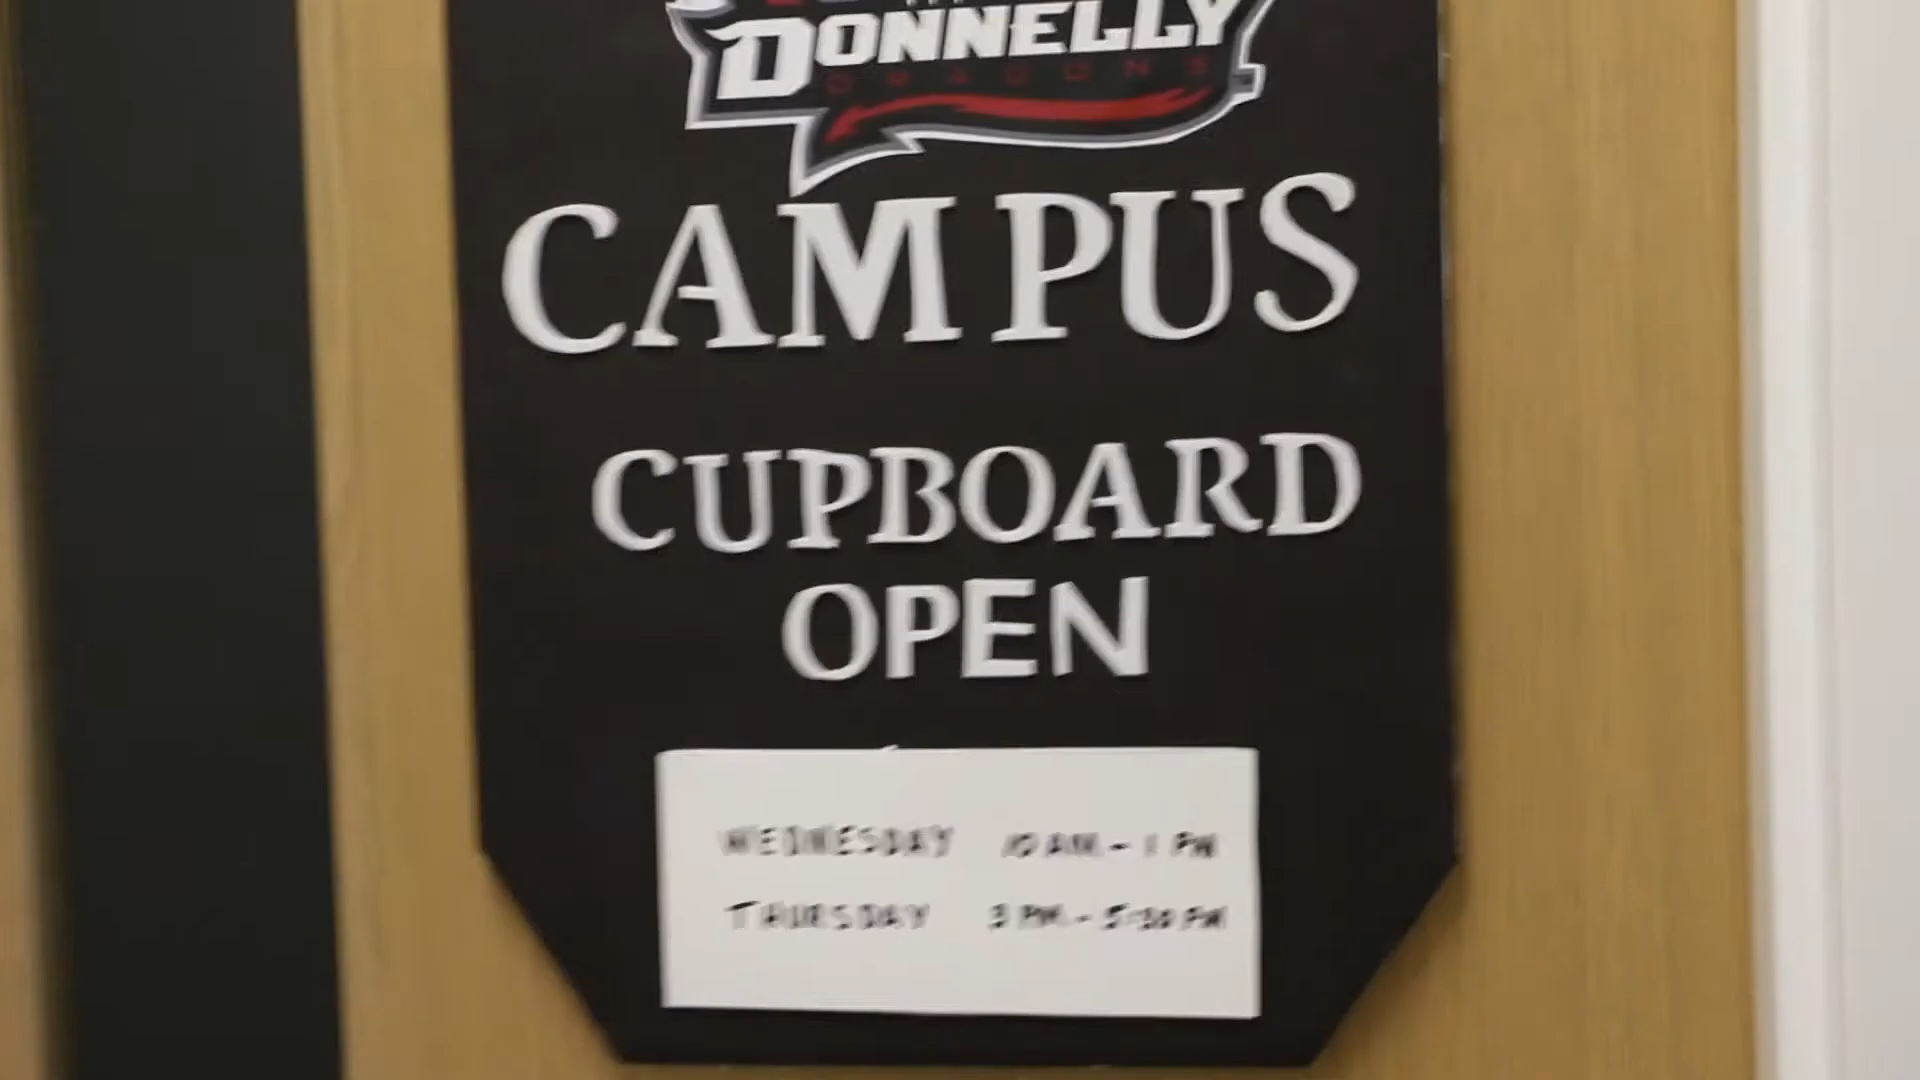 DONNELLY
DRAGONS
CAMPUS
CUPBOARD
OPEN
WEDNESDAY 10 AM - 1 PM
THURSDAY 3 PM - 5:30 PM